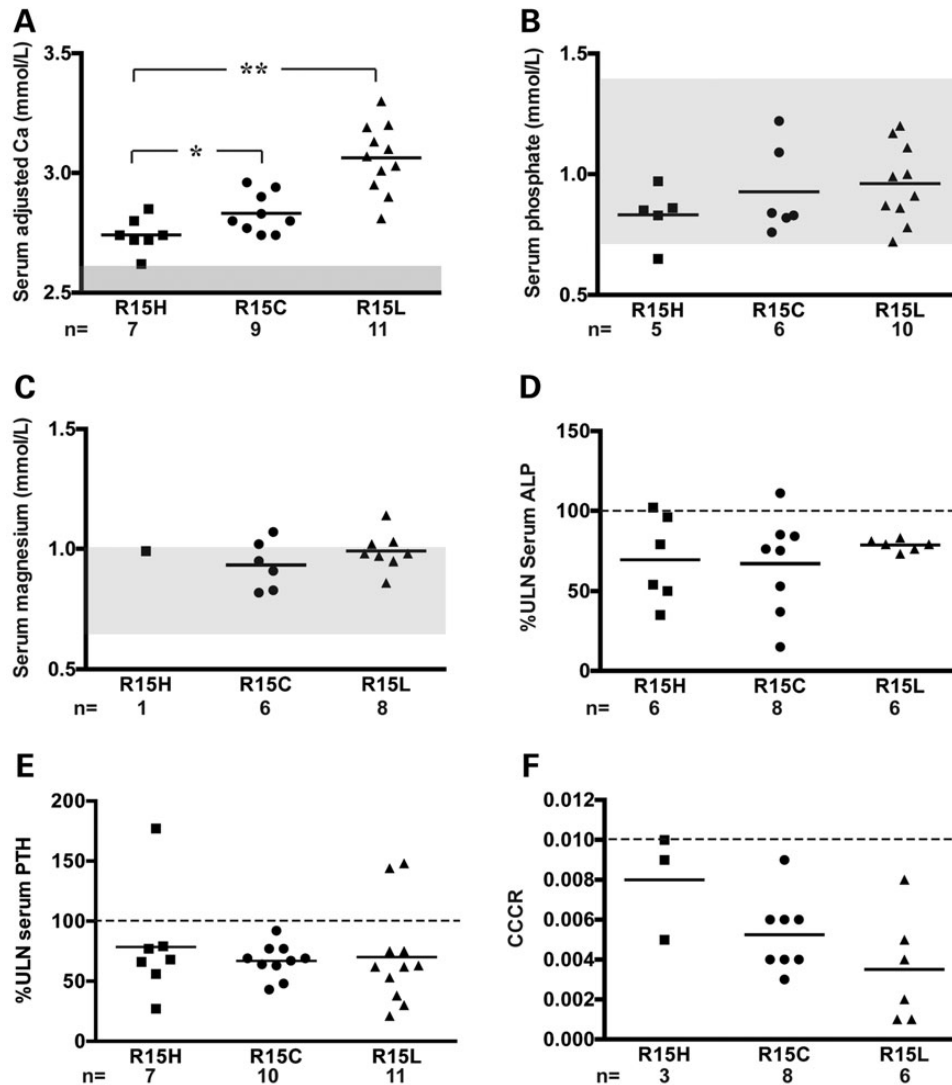 A
Serum adjusted Ca (mmol/L)
3.5
3.0
2.5
**
*
R15H R15C R15L
n= 7 9 11
B
Serum phosphate (mmol/L)
1.5
1.0
0.5
R15H R15C R15L
n= 5 6 10
C
Serum magnesium (mmol/L)
1.5
1.0
0.5
R15H R15C R15L
n= 1 6 8
D
%ULN Serum ALP
150
100
50
0
R15H R15C R15L
n= 6 8 6
E
%ULN serum PTH
200
150
100
50
0
R15H R15C R15L
n= 7 10 11
F
CCCR
0.012
0.010
0.008
0.006
0.004
0.002
0.000
R15H R15C R15L
n= 3 8 6